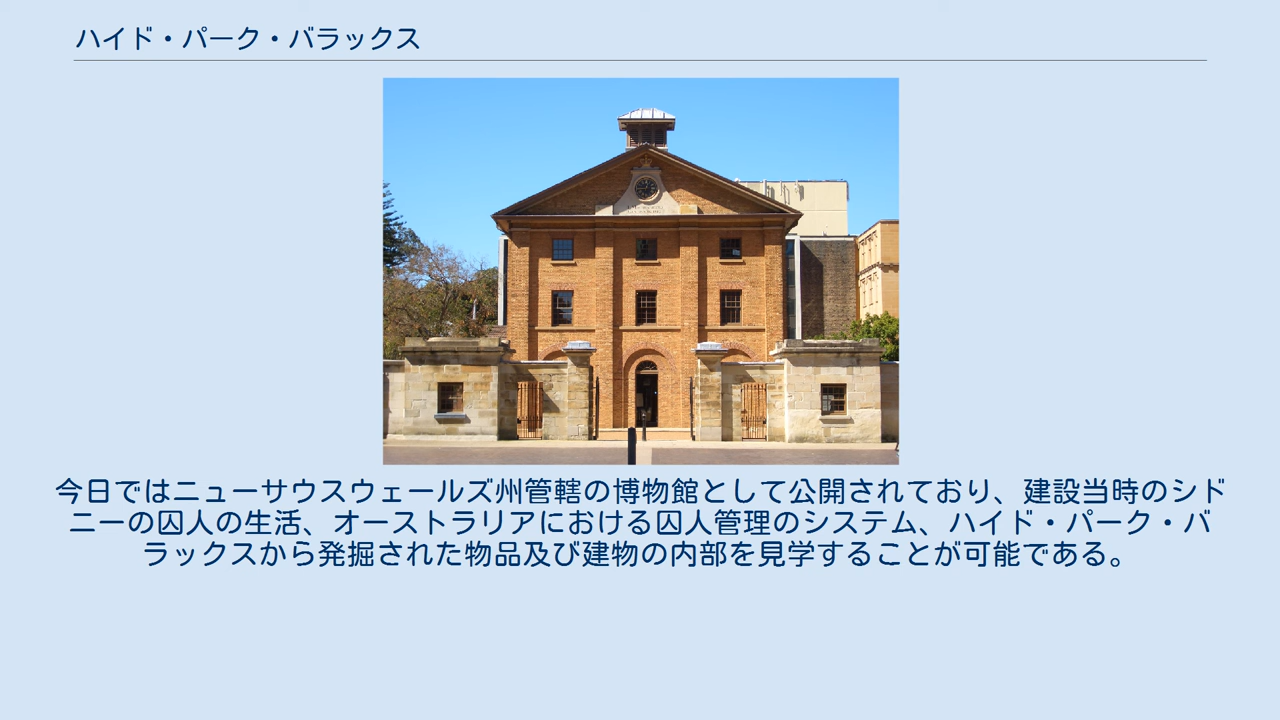 ハイド・パーク・バラックス
今日ではニューサウスウェールズ州管轄の博物館として公開されており、建設当時のシド
ニーの囚人の生活、オーストラリアにおける囚人管理のシステム、ハイド・パーク・バ
ラックスから発掘された物品及び建物の内部を見学することが可能である。